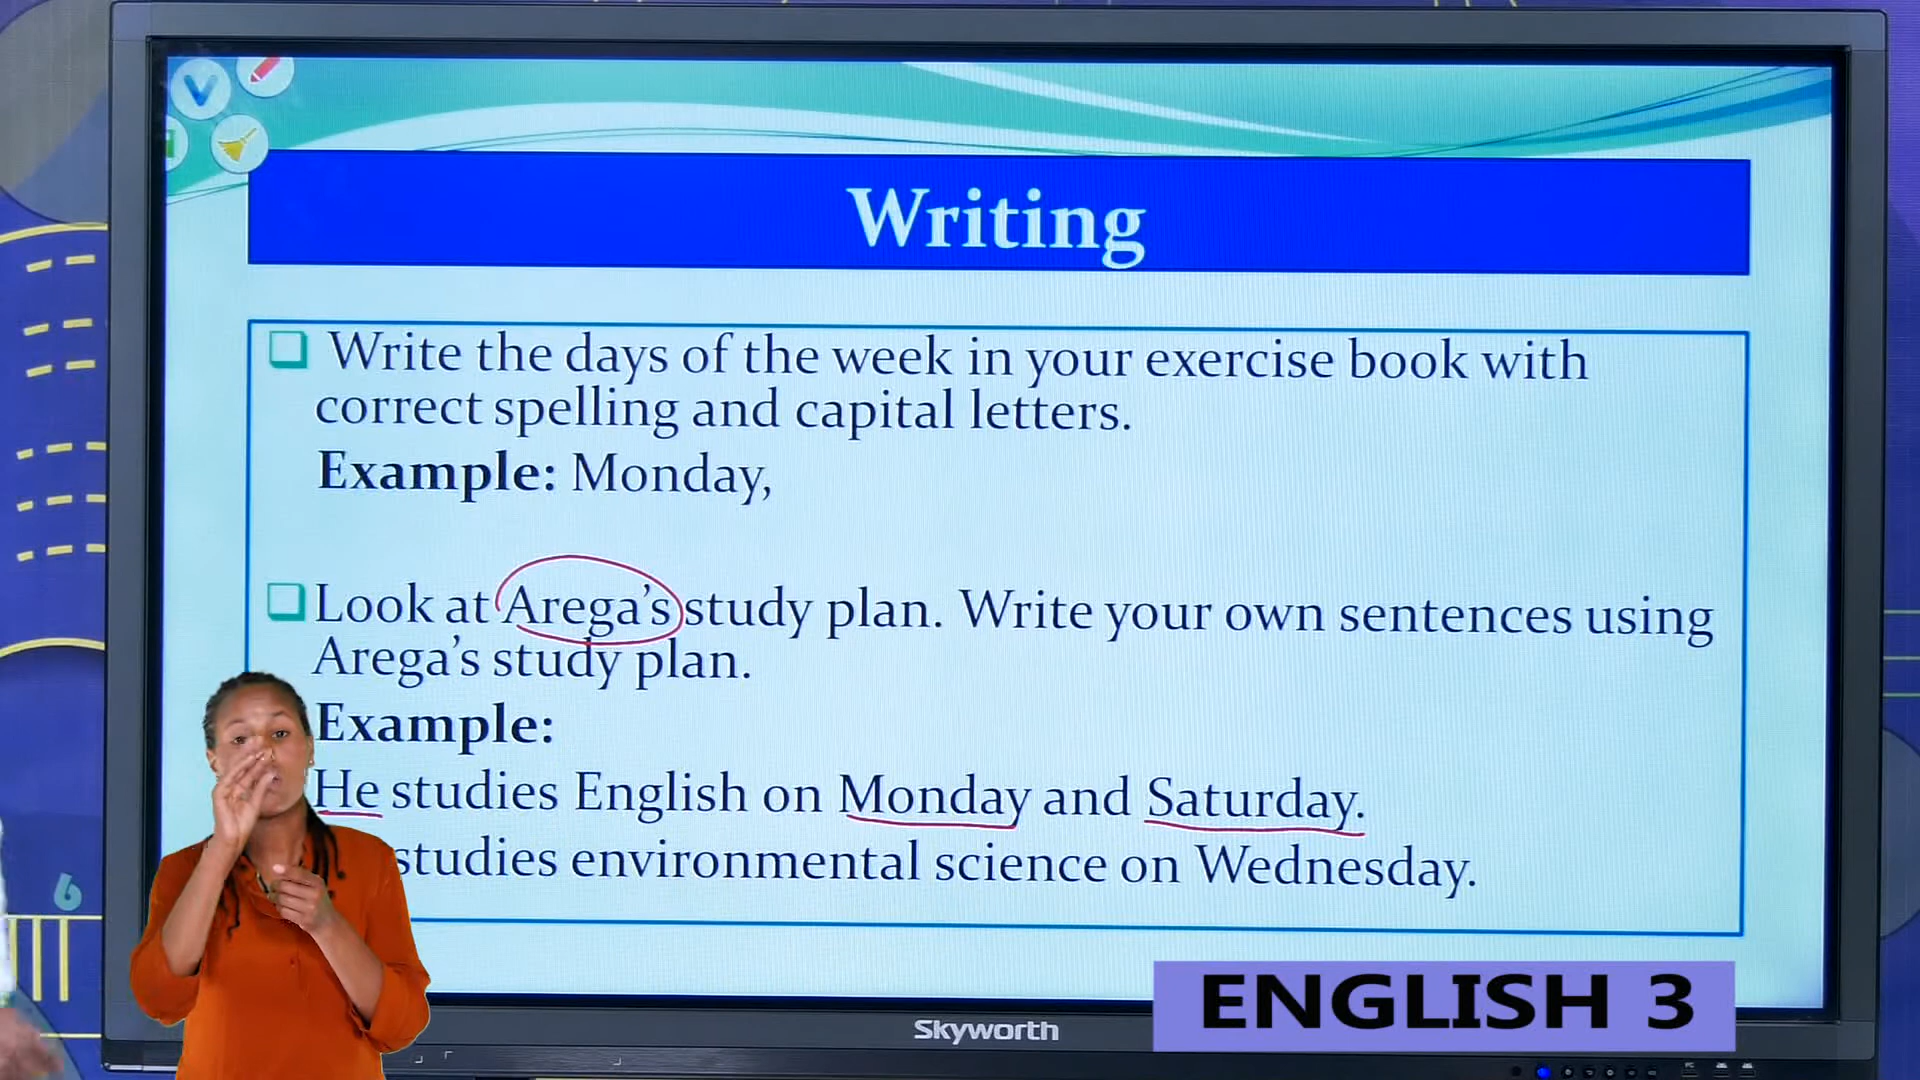 Writing
Write the days of the week in your exercise book with
correct spelling and capital letters.
Example: Monday,
Look at Arega's study plan. Write your own sentences using
Arega's study plan.
Example:
He studies English on Monday and Saturday.
studies environmental science on Wednesday.
6
Skyworth
ENGLISH 3